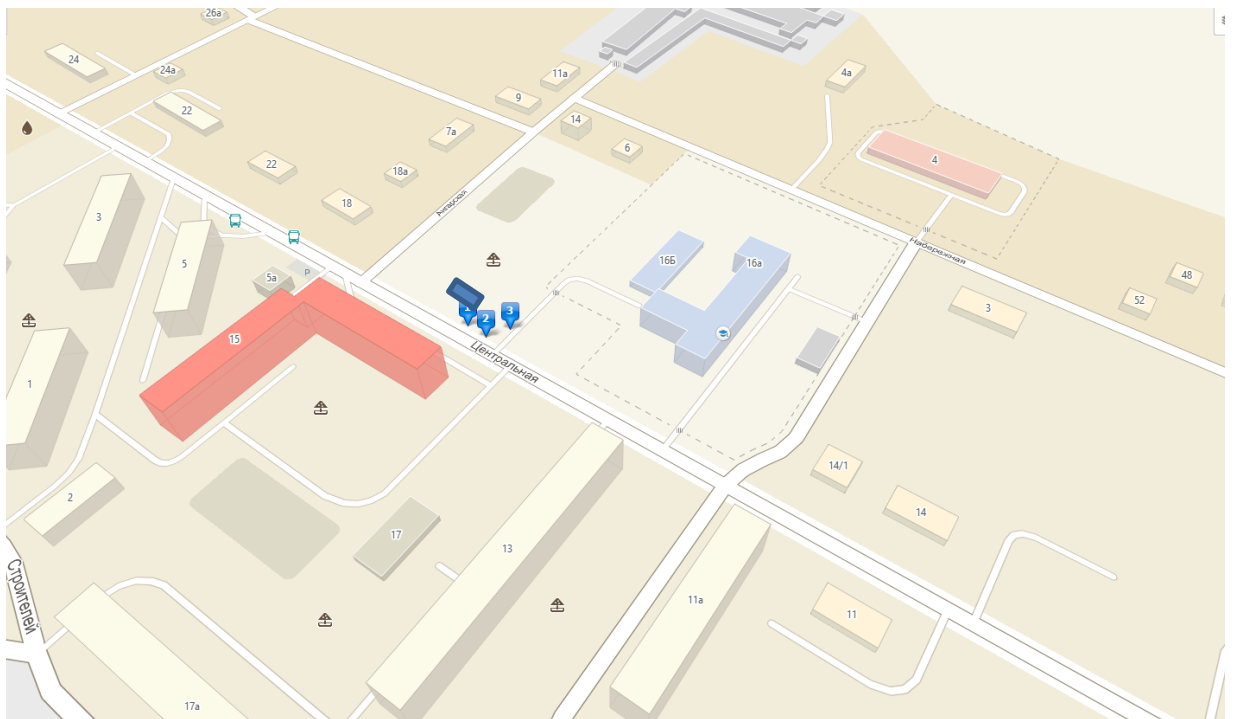 26а
24
24а
11а
4а
9
22
14
7а
6
4
22
18а
18
Ангарская
3
5
16Б
16а
Набережная
48
52
5а
P
3
1
2
3
15
Центральная
1
14/1
2
14
17
13
Строителей
11а
11
17а